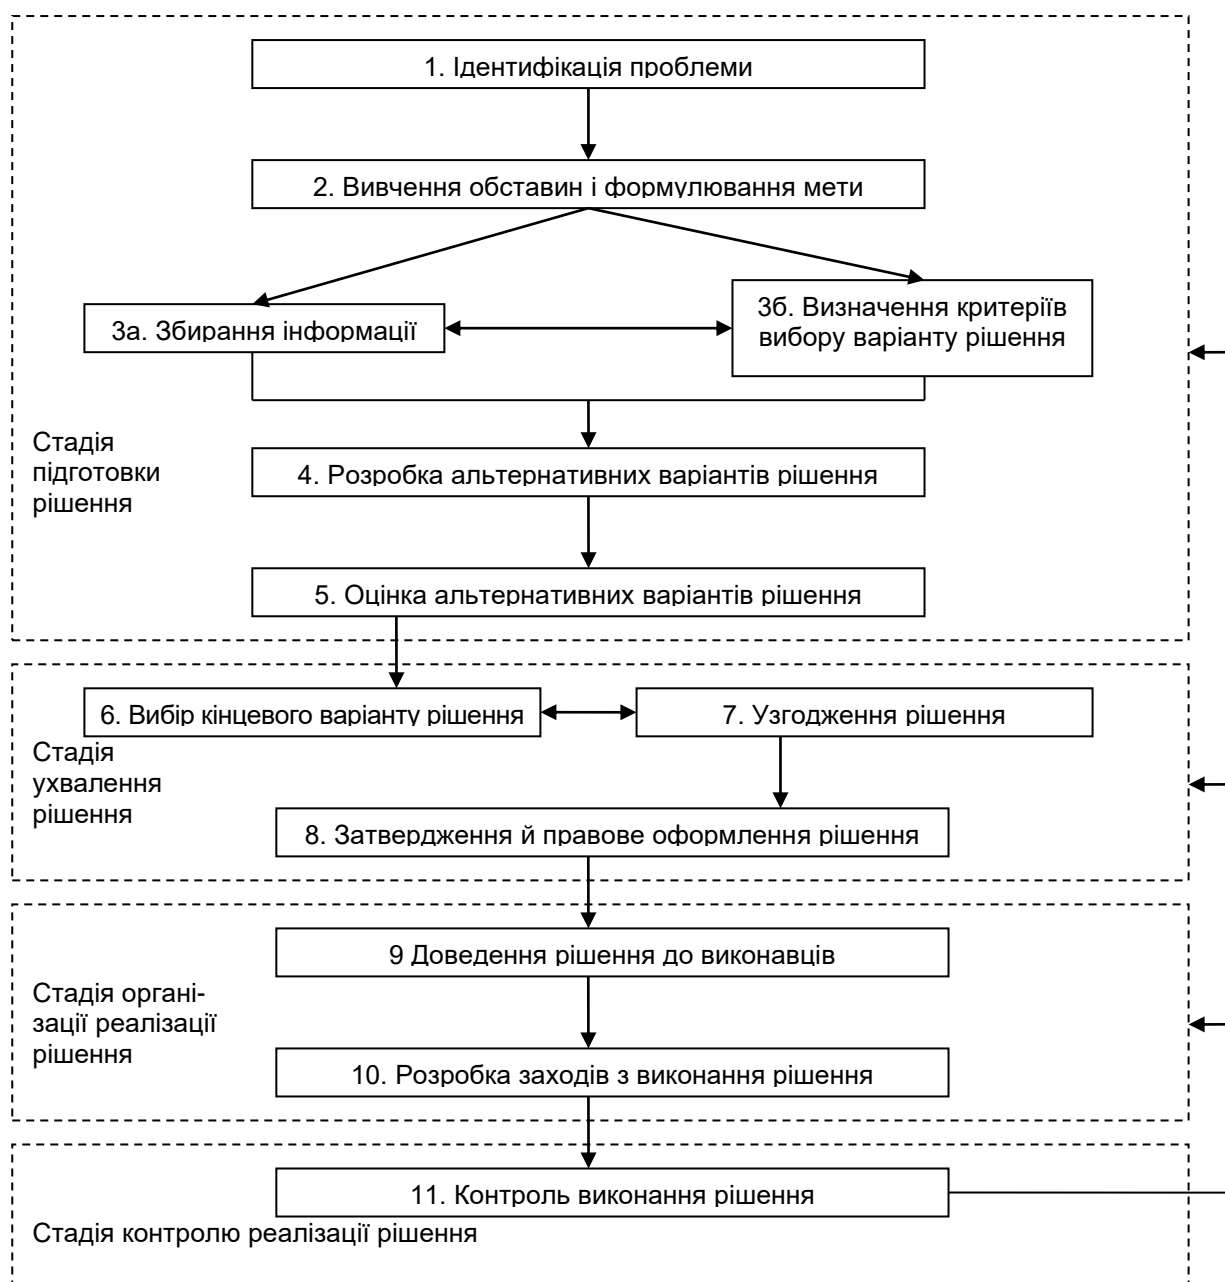 1. Ідентифікація проблеми
2. Вивчення обставин і формулювання мети
3а. Збирання інформації
3б. Визначення критеріїв
вибору варіанту рішення
Стадія
підготовки
рішення
4. Розробка альтернативних варіантів рішення
5. Оцінка альтернативних варіантів рішення
6. Вибір кінцевого варіанту рішення
7. Узгодження рішення
Стадія
ухвалення
рішення
8. Затвердження й правове оформлення рішення
9 Доведення рішення до виконавців
Стадія органі-
зації реалізації
рішення
10. Розробка заходів з виконання рішення
11. Контроль виконання рішення
Стадія контролю реалізації рішення